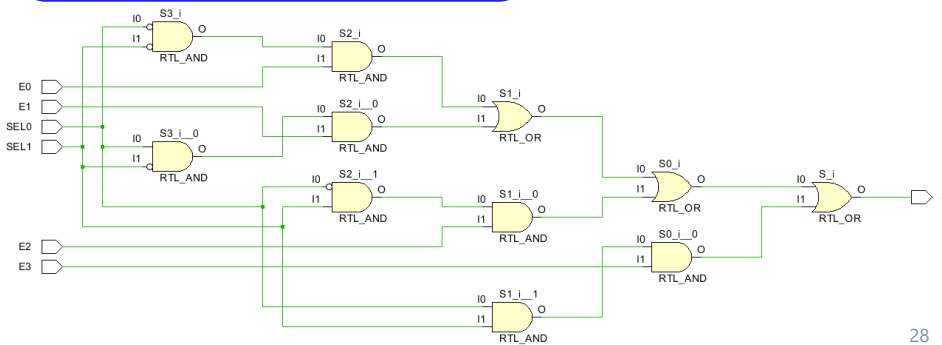 S3_i
I0
I1
O
RTL_AND
S2_i
I0
I1
O
RTL_AND
E0
E1
SEL0
SEL1
S1_i
I0
I1
O
RTL_OR
S2_i__0
I0
I1
O
RTL_AND
S3_i__0
I0
I1
O
RTL_AND
S0_i
I0
I1
O
RTL_OR
S_i
I0
I1
O
RTL_OR
S2_i__1
I0
I1
O
RTL_AND
S1_i__0
I0
I1
O
RTL_AND
E2
E3
S0_i__0
I0
I1
O
RTL_AND
S1_i__1
I0
I1
O
RTL_AND
28